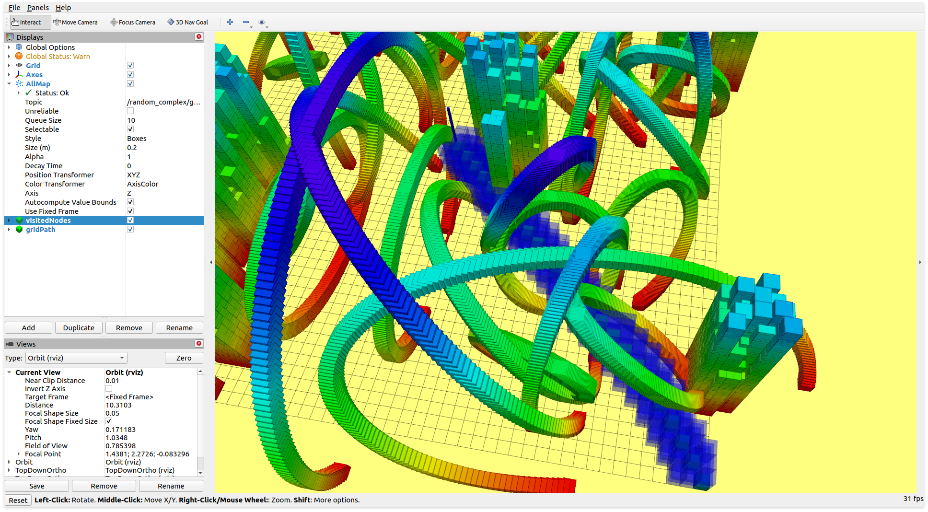 File Panels Help
Interact Move Camera Focus Camera 3D Nav Goal
Displays
Global Options
Global Status: Warn
Grid
Axes
AllMap
Status: Ok
Topic /random_complex/g...
Unreliable
Queue Size 10
Selectable
Style Boxes
Size (m) 0.2
Alpha 1
Decay Time 0
Position Transformer XYZ
Color Transformer AxisColor
Axis Z
Autocompute Value Bounds
Use Fixed Frame
visitedNodes
gridPath
Add Duplicate Remove Rename
Views
Type: Orbit (rviz) Zero
Current View Orbit (rviz)
Near Clip Distance 0.01
Invert Z Axis
Target Frame <Fixed Frame>
Distance 10.3103
Focal Shape Size 0.05
Focal Shape Fixed Size
Yaw 0.171183
Pitch 1.0348
Field of View 0.785398
Focal Point 1.4381; 2.2726; -0.083296
Orbit Orbit (rviz)
TopDownOrtho TopDownOrtho (rviz)
Save Remove Rename
Reset Left-Click: Rotate. Middle-Click: Move X/Y. Right-Click/Mouse Wheel:: Zoom. Shift: More options. 31 fps